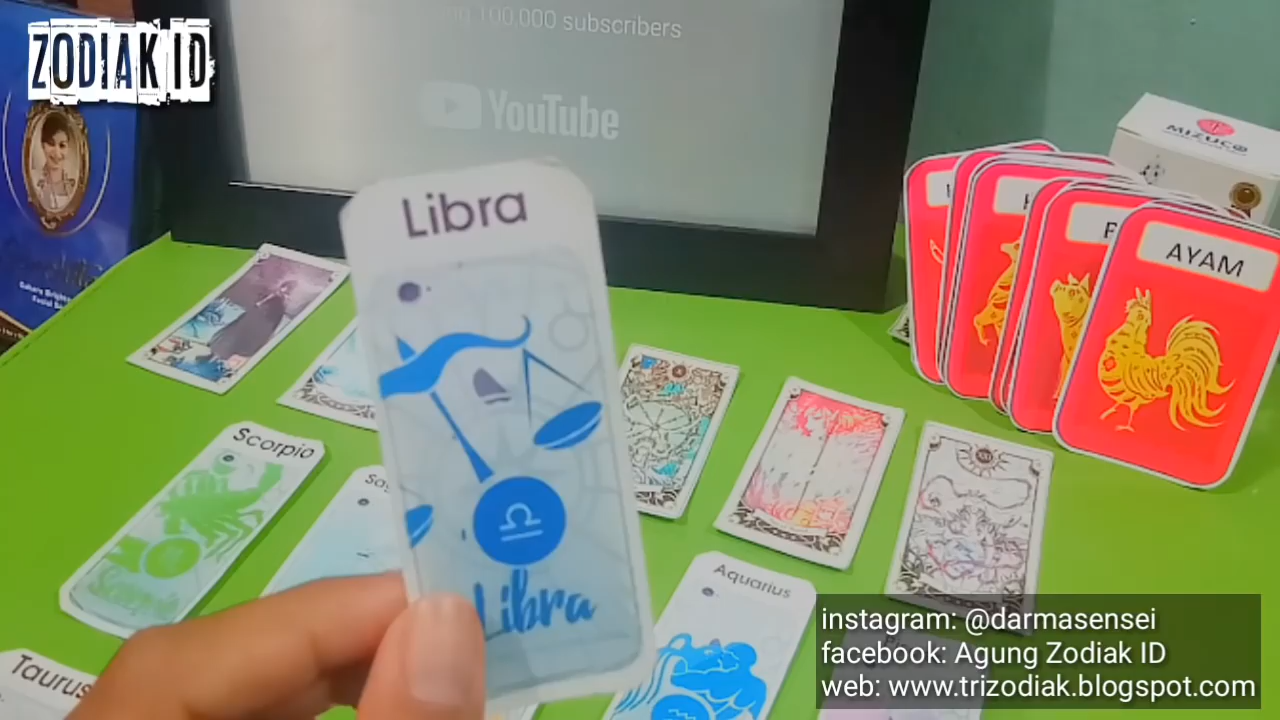 ZODIAK ID
100,000 subscribers
YouTube
Libra
Libra
MIZUCO
AYAM
Scorpio
Aquarius
Taurus
instagram: @darmasensei
facebook: Agung Zodiak ID
web: www.trizodiak.blogspot.com